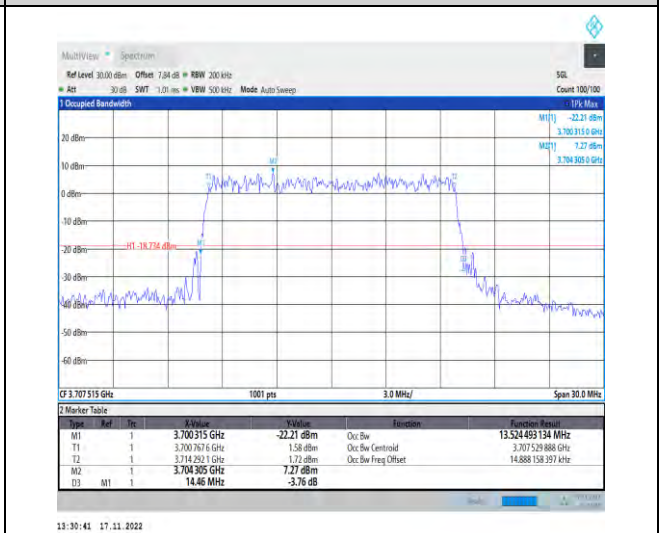 MultiView Spectrum
Ref Level 30.00 dBm Offset 7.84 dB RBW 200 kHz SGL
Att 30 dB SWT 1.01 ms VBW 500 kHz Mode Auto Sweep Count 100/100
1 Occupied Bandwidth 1Pk Max
M1[1] -22.21 dBm
3.700 315 0 GHz
M2[1] 7.27 dBm
3.704 305 0 GHz
20 dBm
10 dBm
0 dBm
-10 dBm
-20 dBm
-30 dBm
-40 dBm
-50 dBm
-60 dBm
T1
M2
T2
H1 -18.734 dBm
M1
CF 3.707 515 GHz 1001 pts 3.0 MHz/ Span 30.0 MHz
2 Marker Table
Type Ref Trc X-Value Y-Value Function Function Result
M1 1 3.700315 GHz -22.21 dBm Occ Bw 13.524 493 134 MHz
T1 1 3.700 767 6 GHz 1.58 dBm Occ Bw Centroid 3.707 529 888 GHz
T2 1 3.714 292 1 GHz 1.72 dBm Occ Bw Freq Offset 14.888 158 397 kHz
M2 1 3.704 305 GHz 7.27 dBm
D3 M1 1 14.46 MHz -3.76 dB
13:30:41 17.11.2022